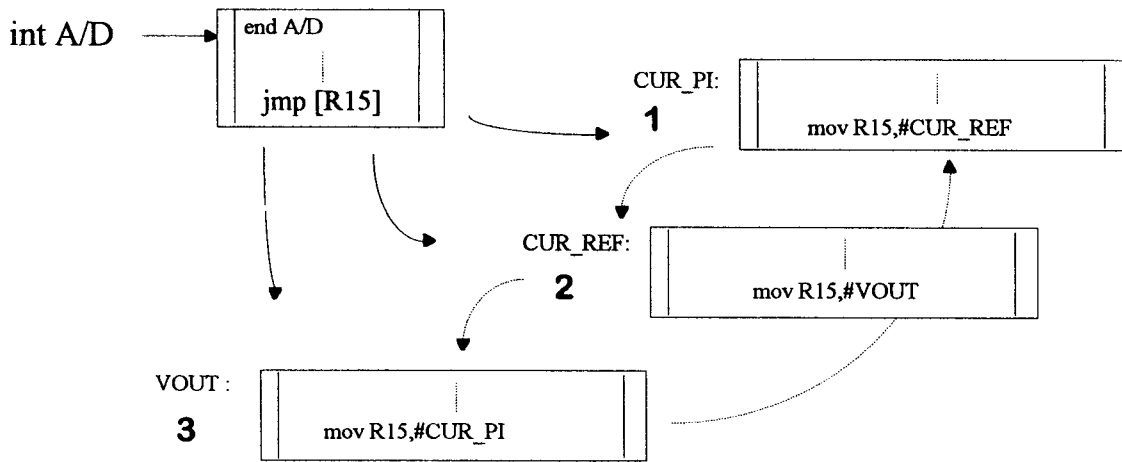 int A/D
end A/D
jmp [R15]
CUR_PI:
1
mov R15,#CUR_REF
CUR_REF:
2
mov R15,#VOUT
VOUT :
3
mov R15,#CUR_PI